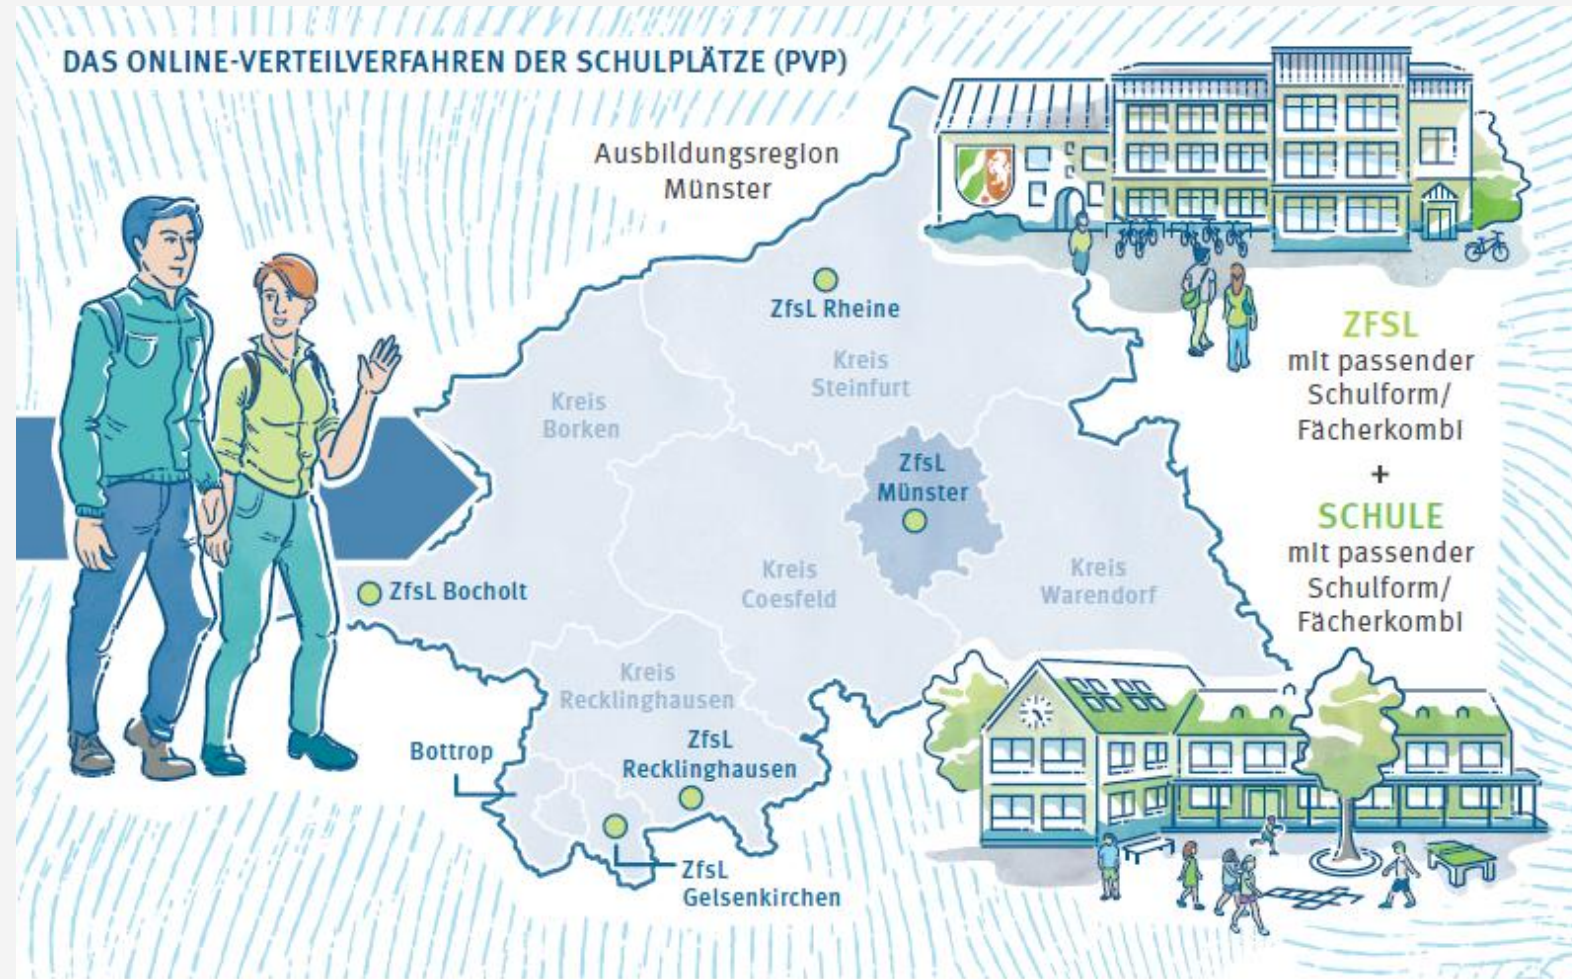 DAS ONLINE-VERTEILVERFAHREN DER SCHULPLÄTZE (PVP)
Ausbildungsregion
Münster
ZfsL Rheine
Kreis
Steinfurt
Kreis
Borken
ZfsL
Münster
ZfsL Bocholt
Kreis
Coesfeld
Kreis
Warendorf
Kreis
Recklinghausen
Bottrop
ZfsL
Recklinghausen
ZfsL
Gelsenkirchen
ZFSL
mit passender
Schulform/
Fächerkombi
+
SCHULE
mit passender
Schulform/
Fächerkombi